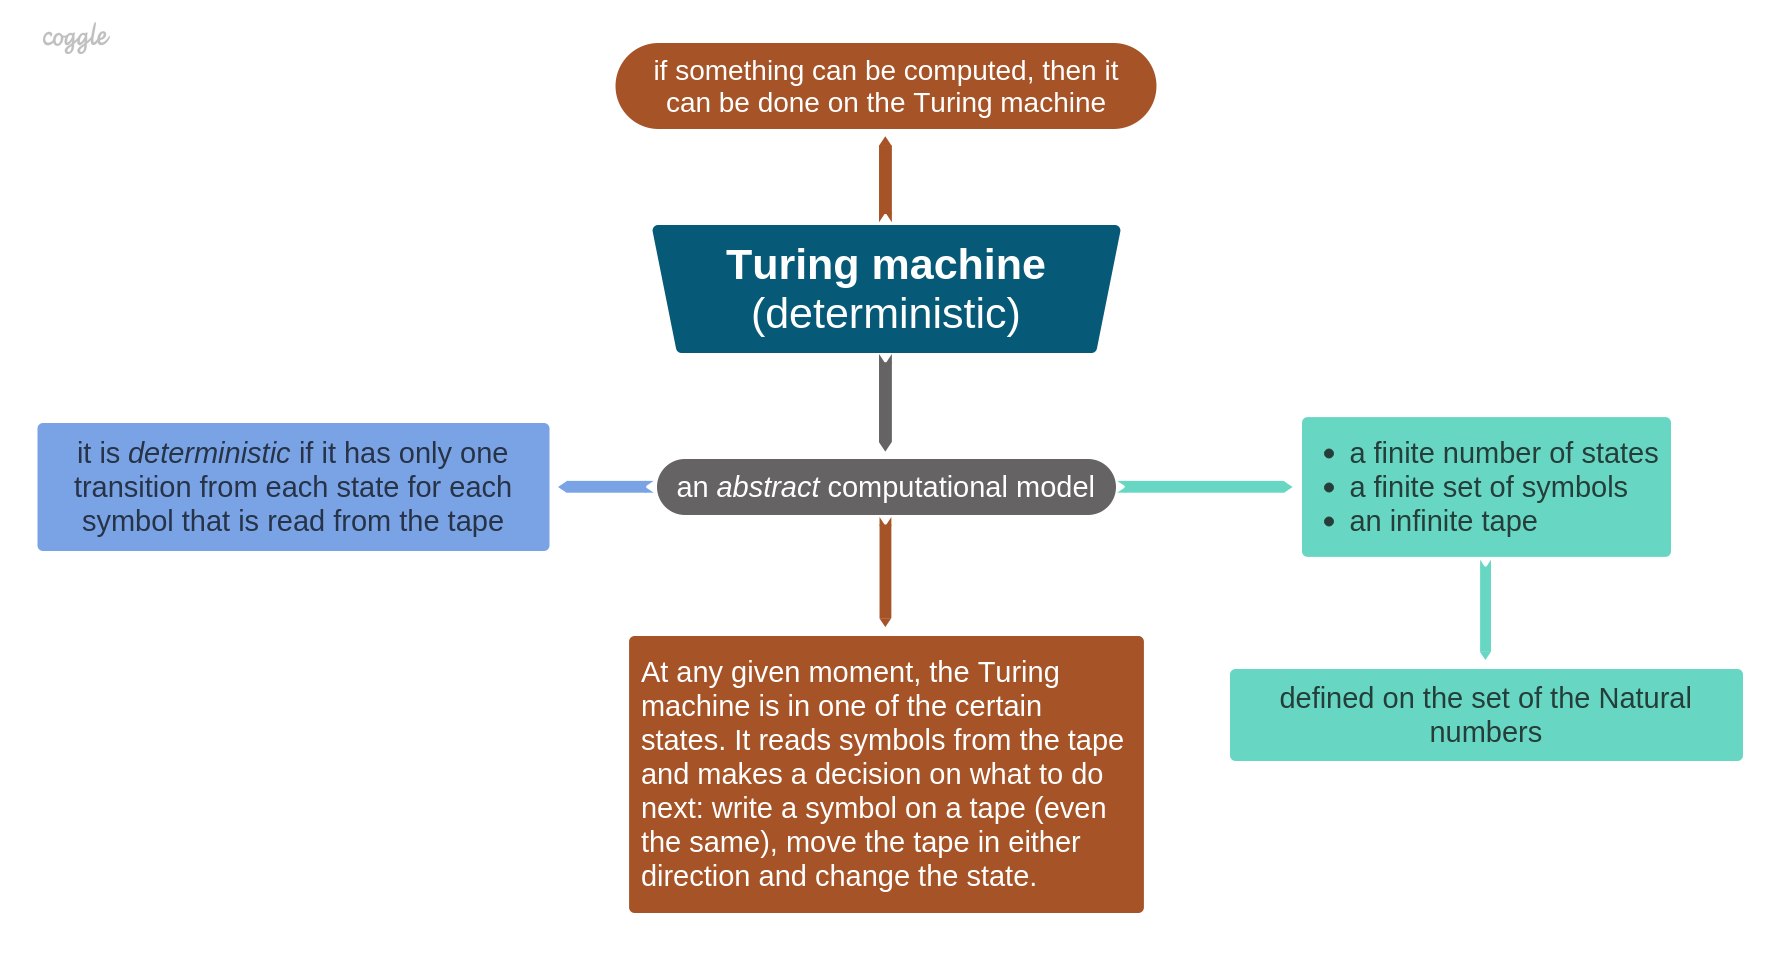 coggle
if something can be computed, then it
can be done on the Turing machine
Turing machine
(deterministic)
it is deterministic if it has only one
transition from each state for each
symbol that is read from the tape
an abstract computational model
• a finite number of states
• a finite set of symbols
• an infinite tape
At any given moment, the Turing
machine is in one of the certain
states. It reads symbols from the tape
and makes a decision on what to do
next: write a symbol on a tape (even
the same), move the tape in either
direction and change the state.
defined on the set of the Natural
numbers